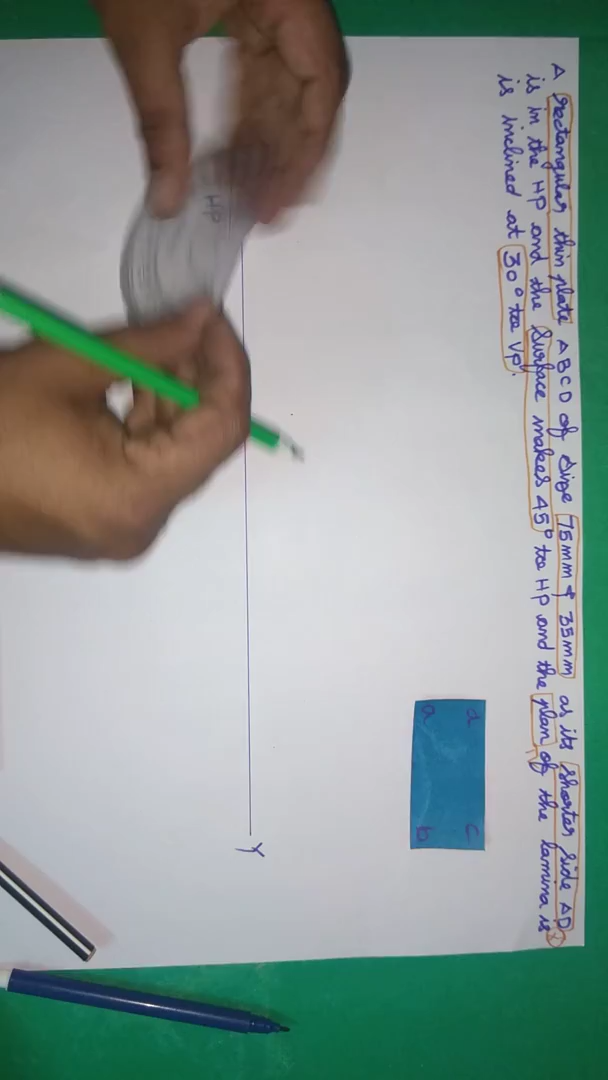 A rectangular thin plate ABCD of size 75mm & 35mm as its shorter side AD
is in the HP and the surface makes 45° to HP and the plan of the lamina is
is inclined at 30° to VP.
d c
a b
HP
Y